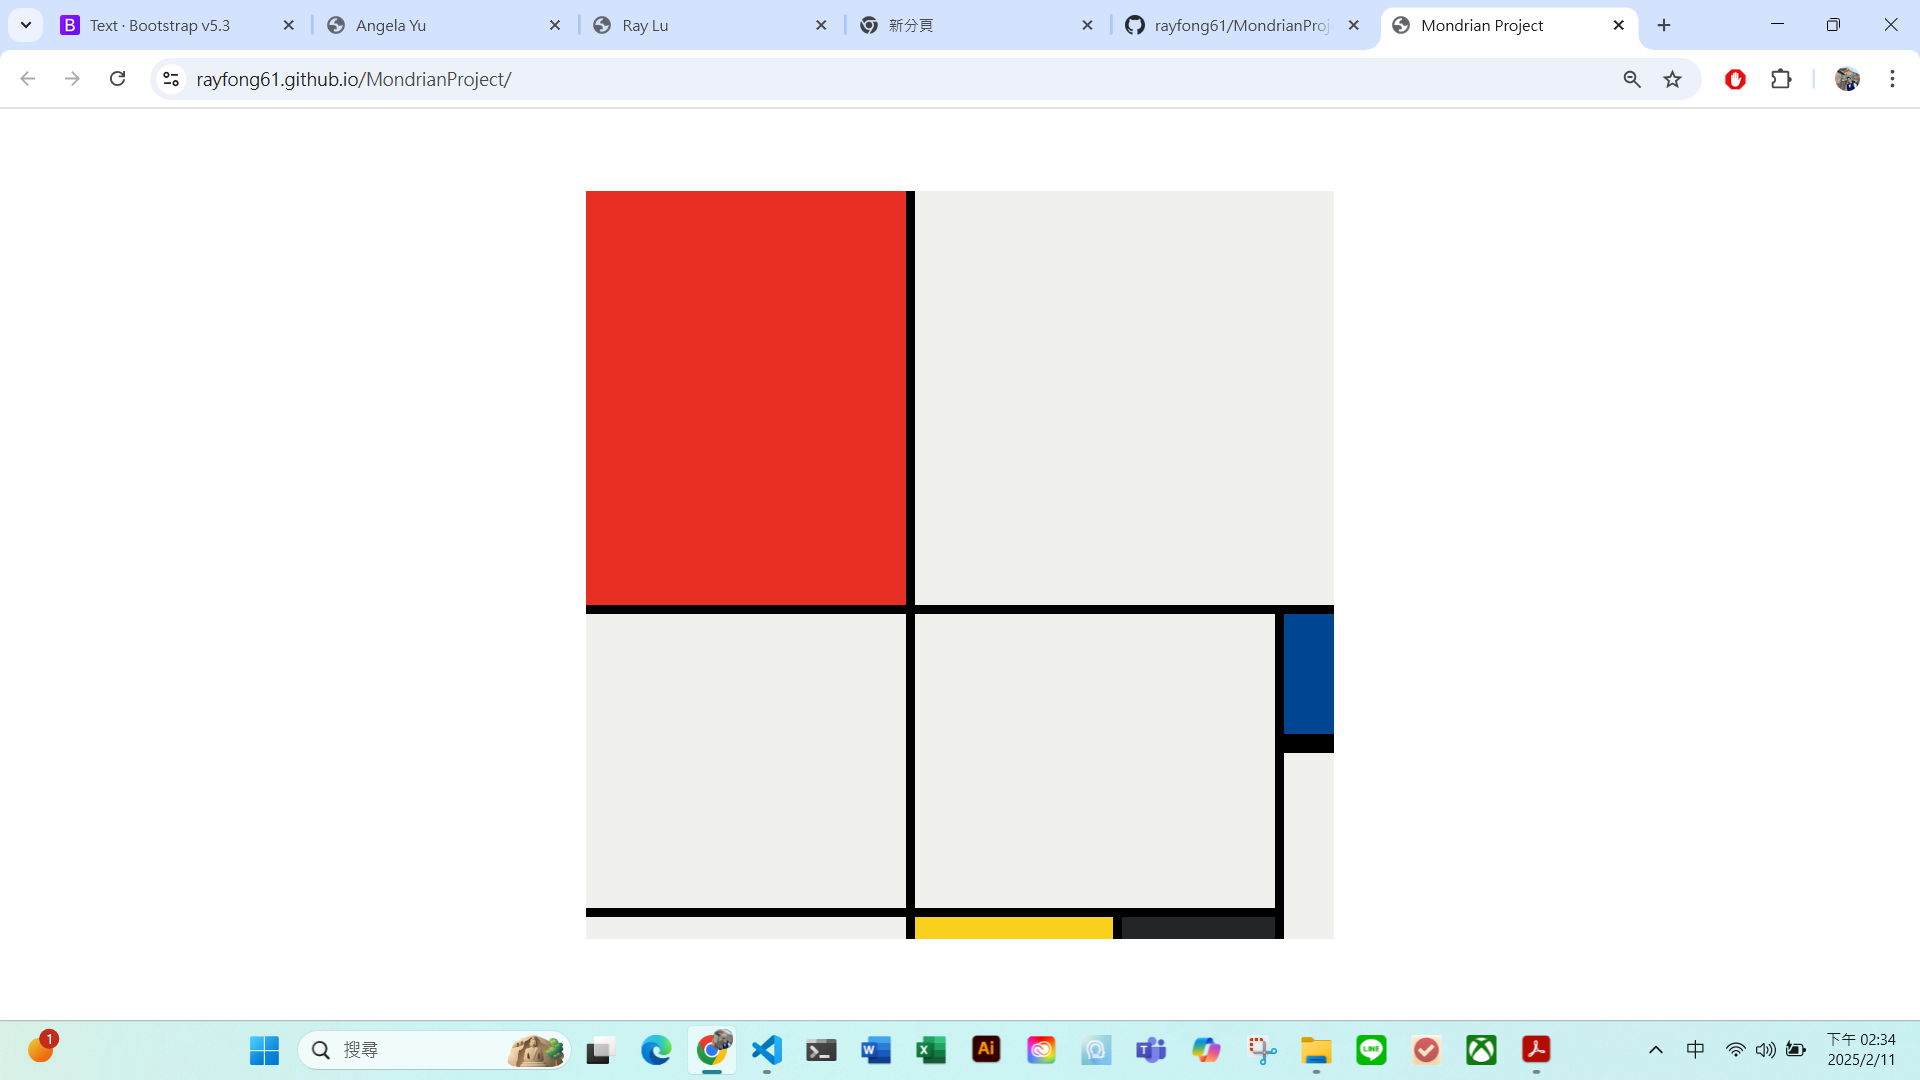 Text · Bootstrap v5.3
Angela Yu
Ray Lu
新分頁
rayfong61/MondrianProj
Mondrian Project
rayfong61.github.io/MondrianProject/
1
搜尋
Ai
LINE
中
下午 02:34
2025/2/11